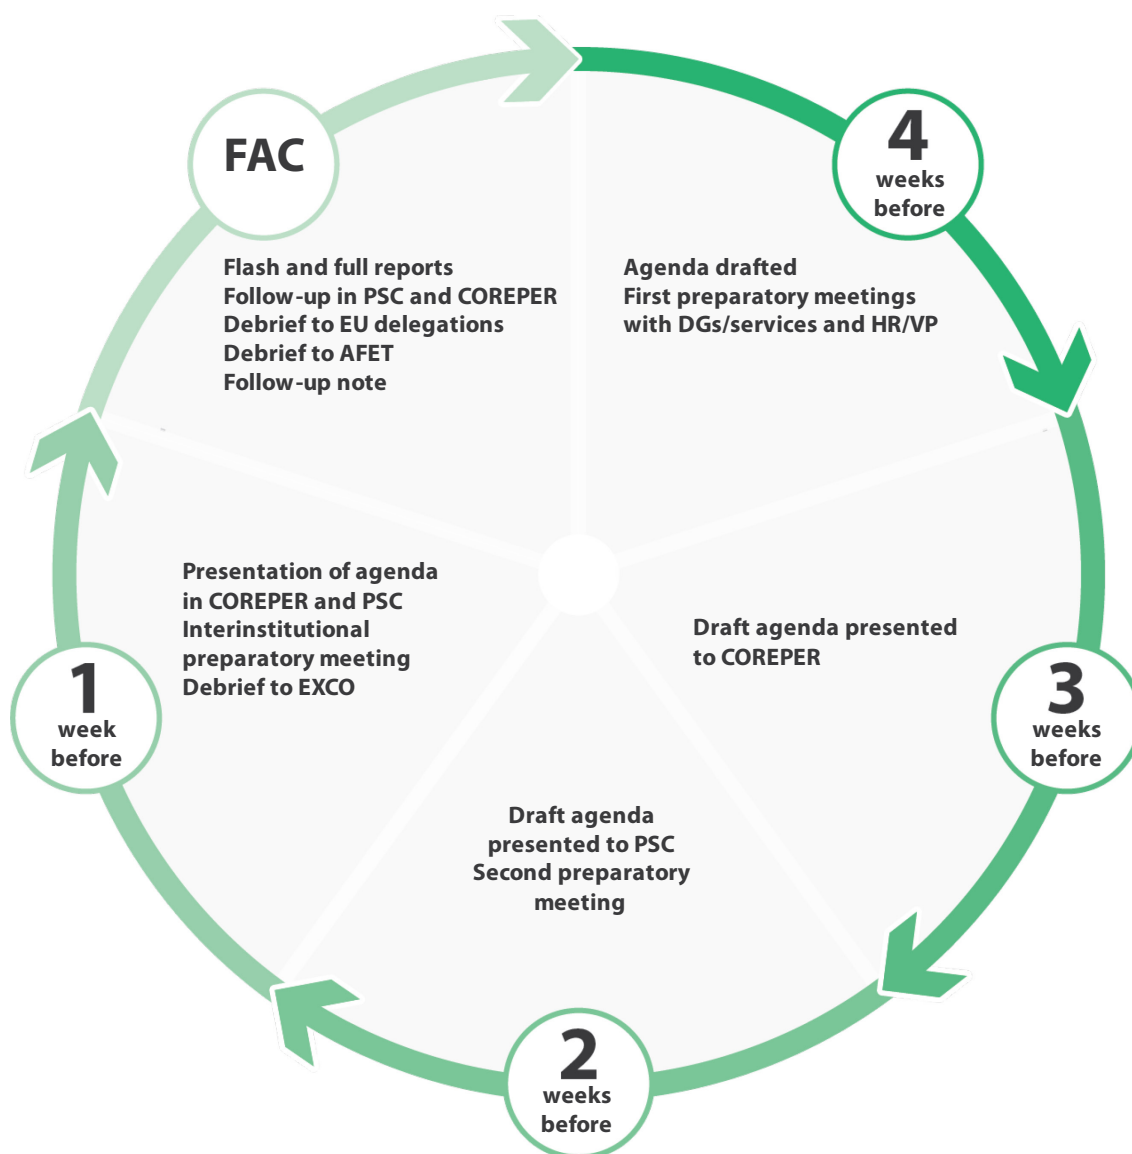 FAC
Flash and full reports
Follow-up in PSC and COREPER
Debrief to EU delegations
Debrief to AFET
Follow-up note
4
weeks
before
Agenda drafted
First preparatory meetings
with DGs/services and HR/VP
3
weeks
before
Draft agenda presented
to COREPER
2
weeks
before
Draft agenda
presented to PSC
Second preparatory
meeting
1
week
before
Presentation of agenda
in COREPER and PSC
Interinstitutional
preparatory meeting
Debrief to EXCO